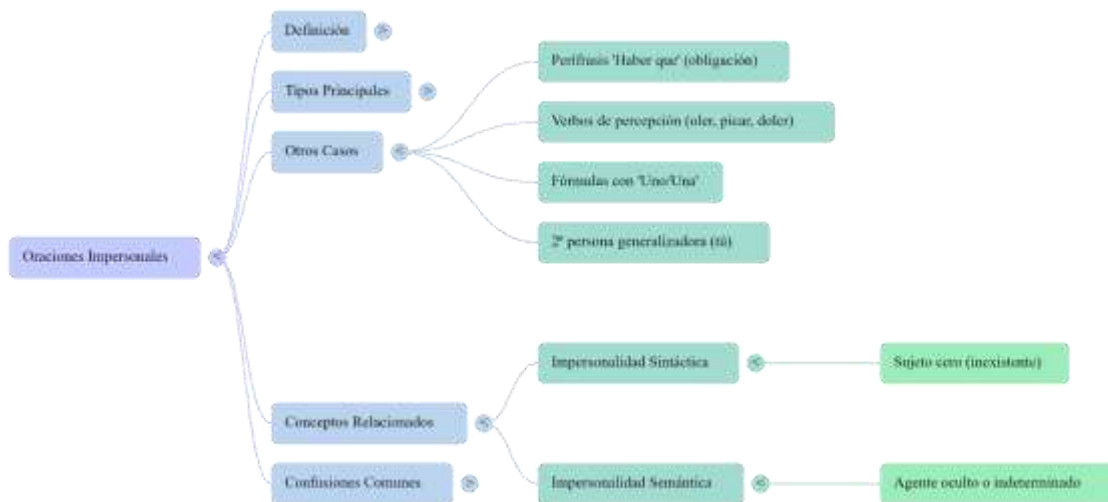 Definición
Tipos Principales
Otros Casos
Perífrasis 'Haber que' (obligación)
Verbos de percepción (oler, picar, doler)
Fórmulas con 'Uno/Una'
2ª persona generalizadora (tú)
Oraciones Impersonales
Conceptos Relacionados
Impersonalidad Sintáctica
Sujeto cero (inexistente)
Impersonalidad Semántica
Agente oculto o indeterminado
Confusiones Comunes